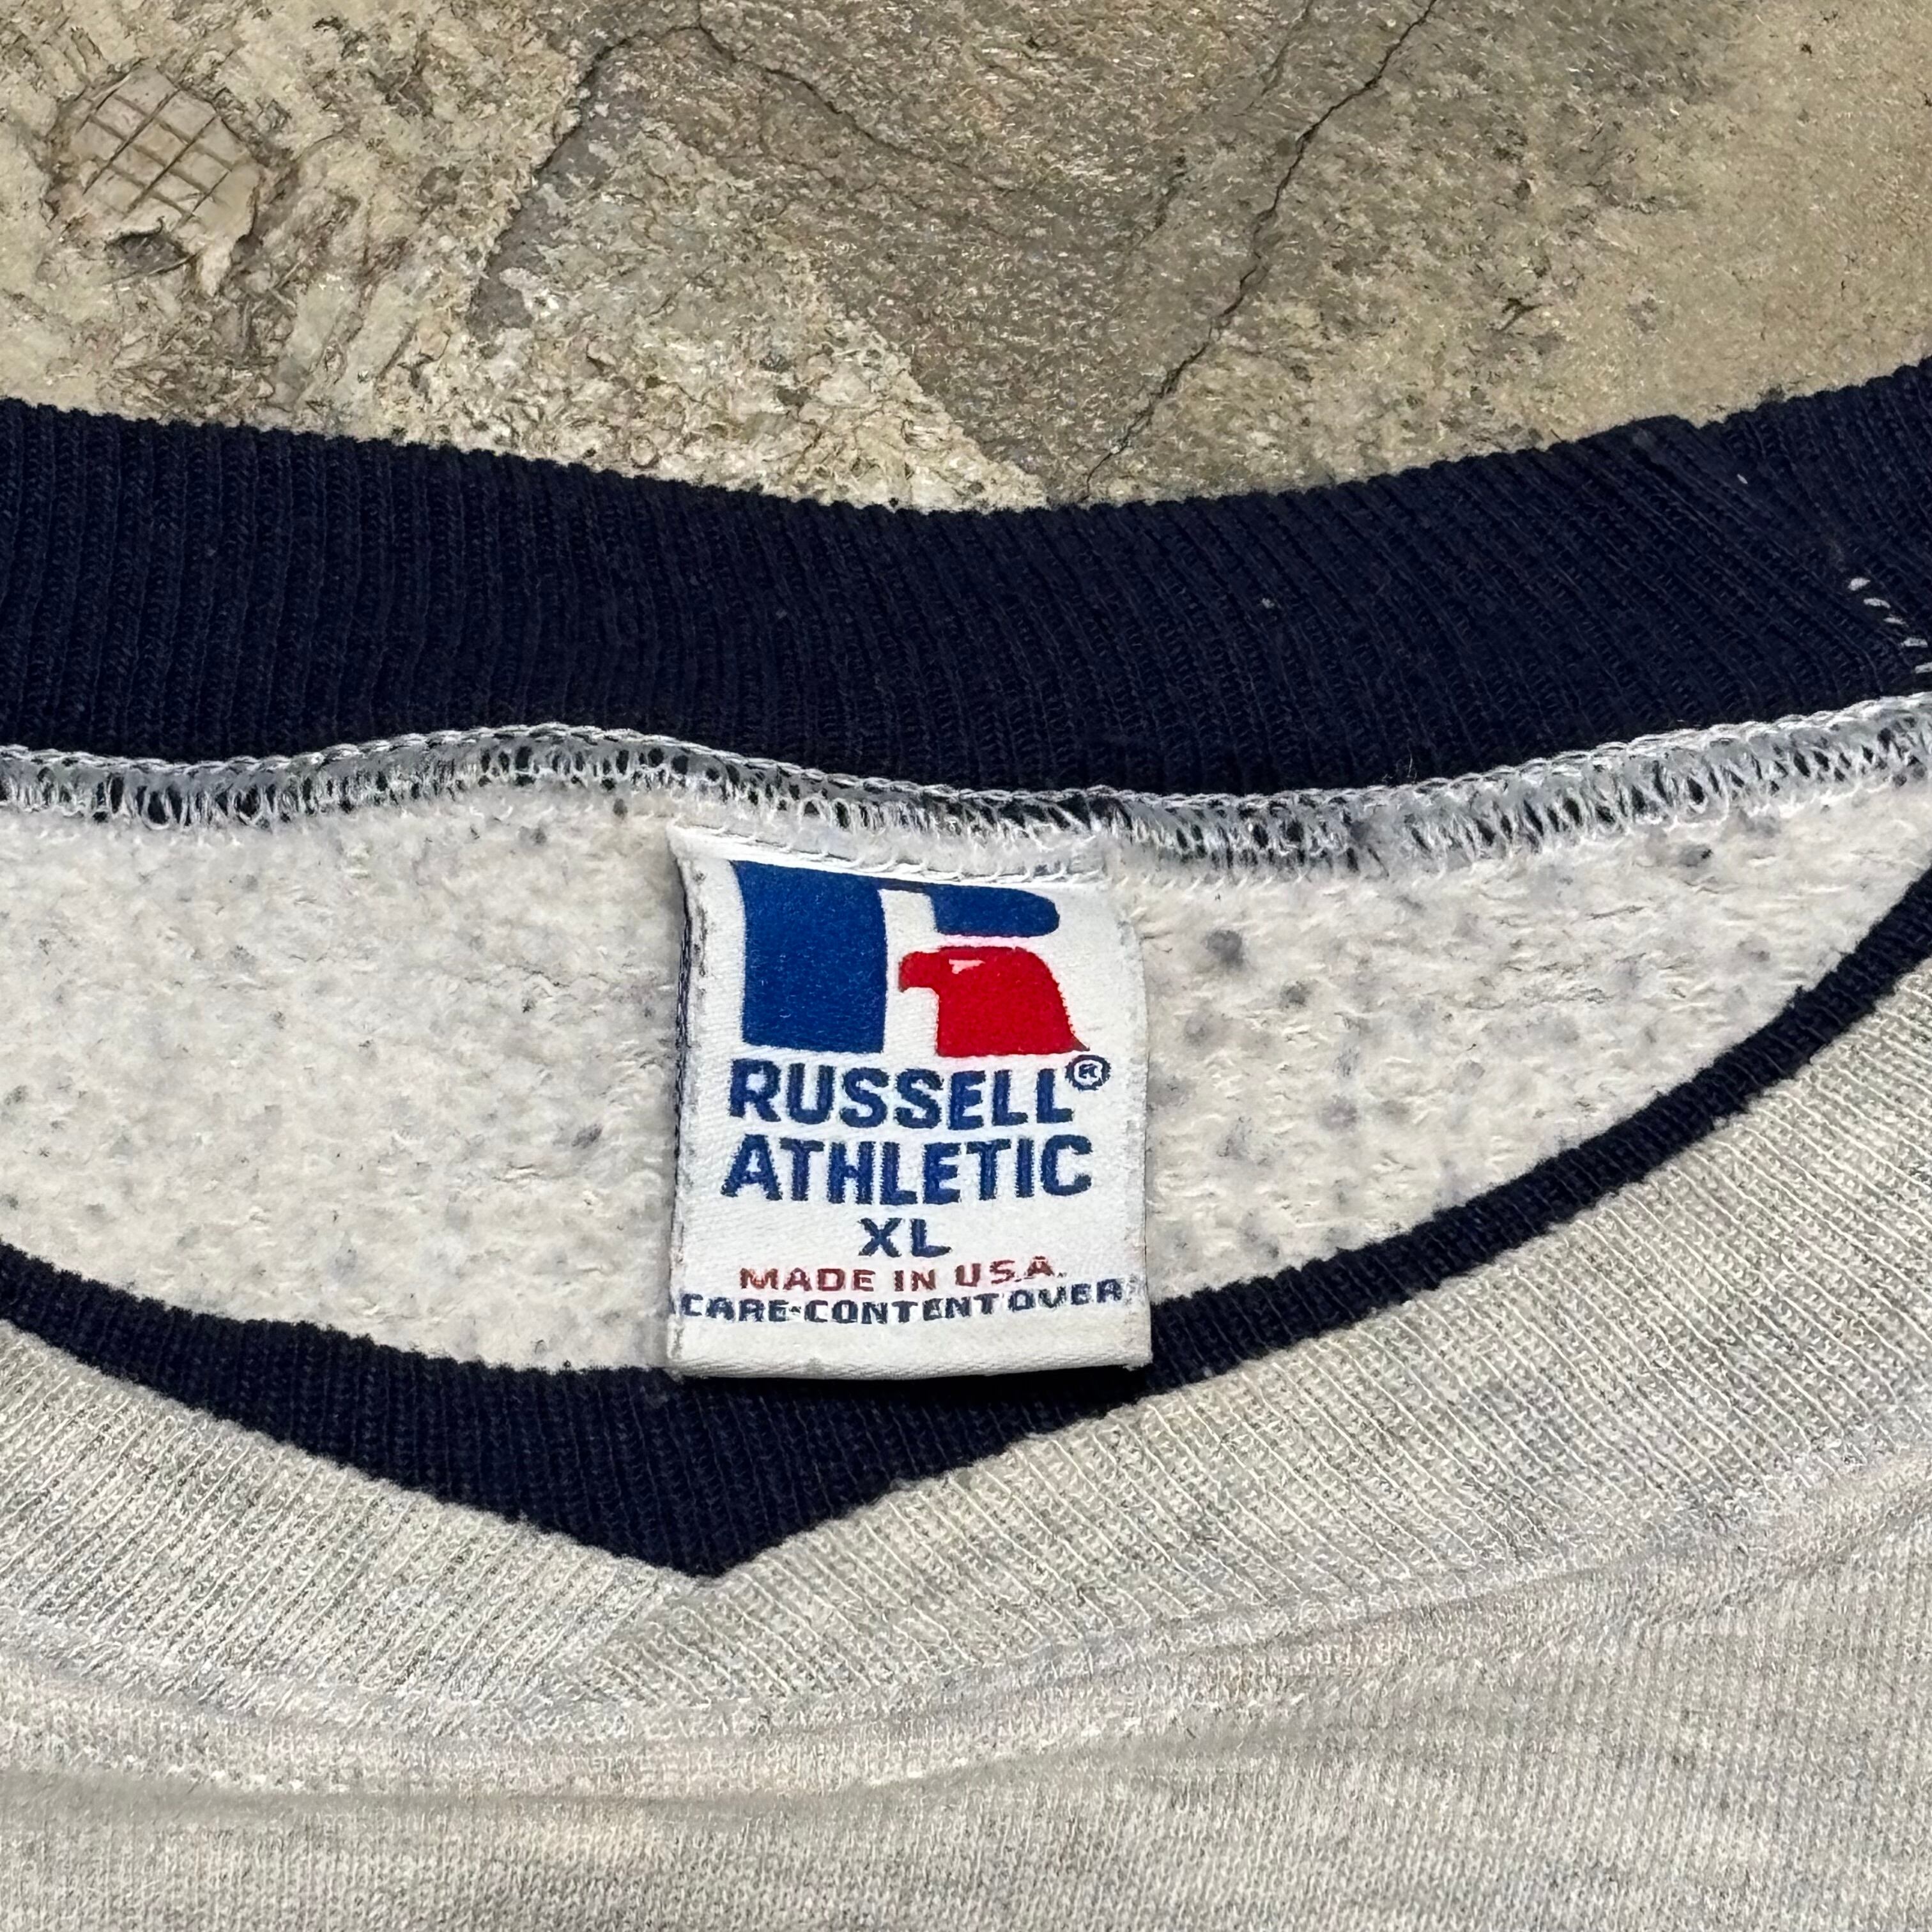 RUSSELL®
ATHLETIC
XL
MADE IN U.S.A.
CARE·CONTENT OVER